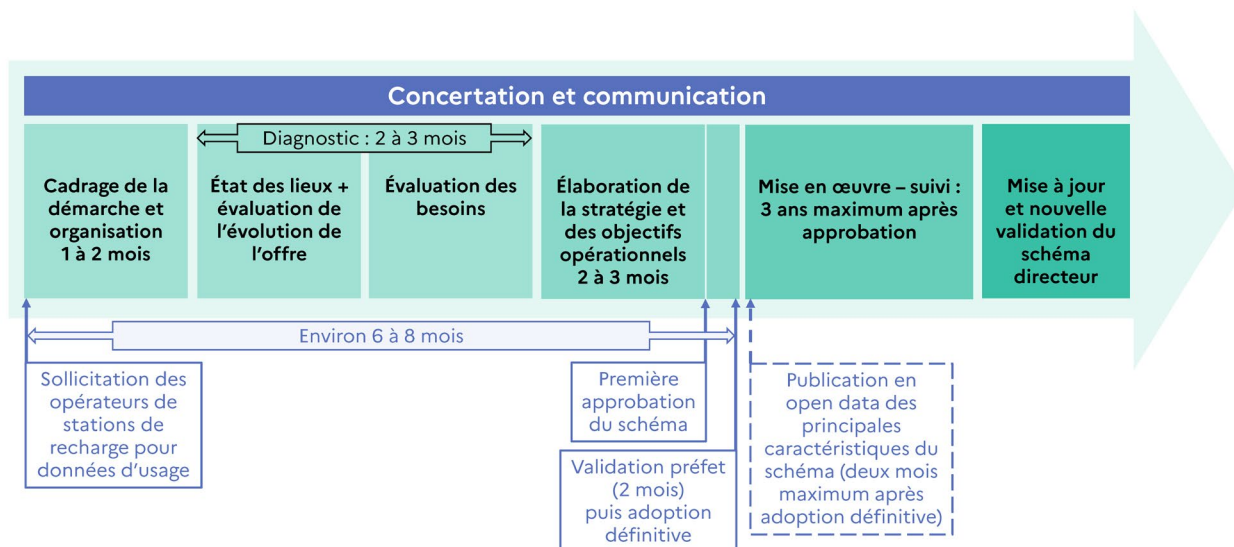 Concertation et communication
Diagnostic : 2 à 3 mois
Cadrage de la
démarche et
organisation
1 à 2 mois
État des lieux +
évaluation de
l’évolution de
l’offre
Évaluation des
besoins
Élaboration de
la stratégie et
des objectifs
opérationnels
2 à 3 mois
Mise en œuvre – suivi :
3 ans maximum après
approbation
Mise à jour
et nouvelle
validation du
schéma
directeur
Environ 6 à 8 mois
Sollicitation des
opérateurs de
stations de
recharge pour
données d’usage
Première
approbation
du schéma
Validation préfet
(2 mois)
puis adoption
définitive
Publication en
open data des
principales
caractéristiques du
schéma (deux mois
maximum après
adoption définitive)